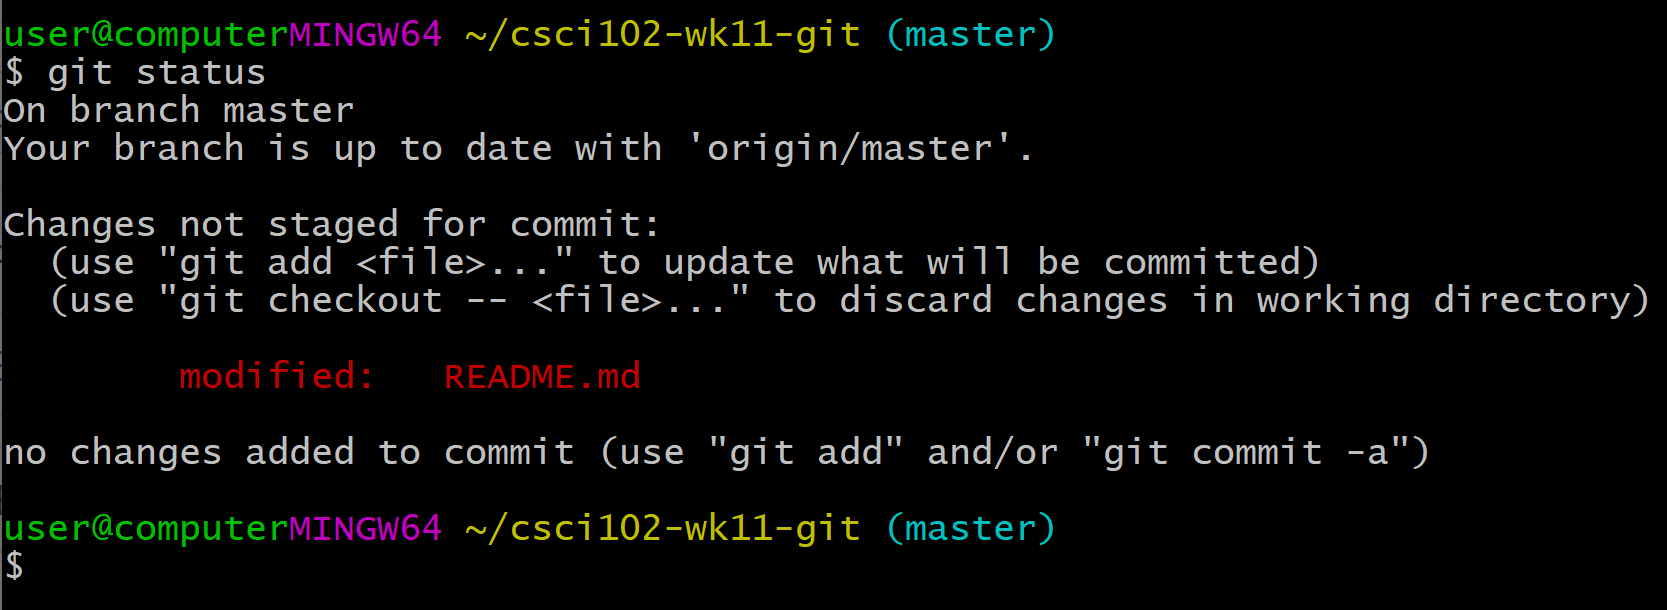 user@computerMINGW64 ~/csci102-wk11-git (master)
$ git status
On branch master
Your branch is up to date with 'origin/master'.
Changes not staged for commit:
  (use "git add <file>..." to update what will be committed)
  (use "git checkout -- <file>..." to discard changes in working directory)
        modified:   README.md
no changes added to commit (use "git add" and/or "git commit -a")
user@computerMINGW64 ~/csci102-wk11-git (master)
$